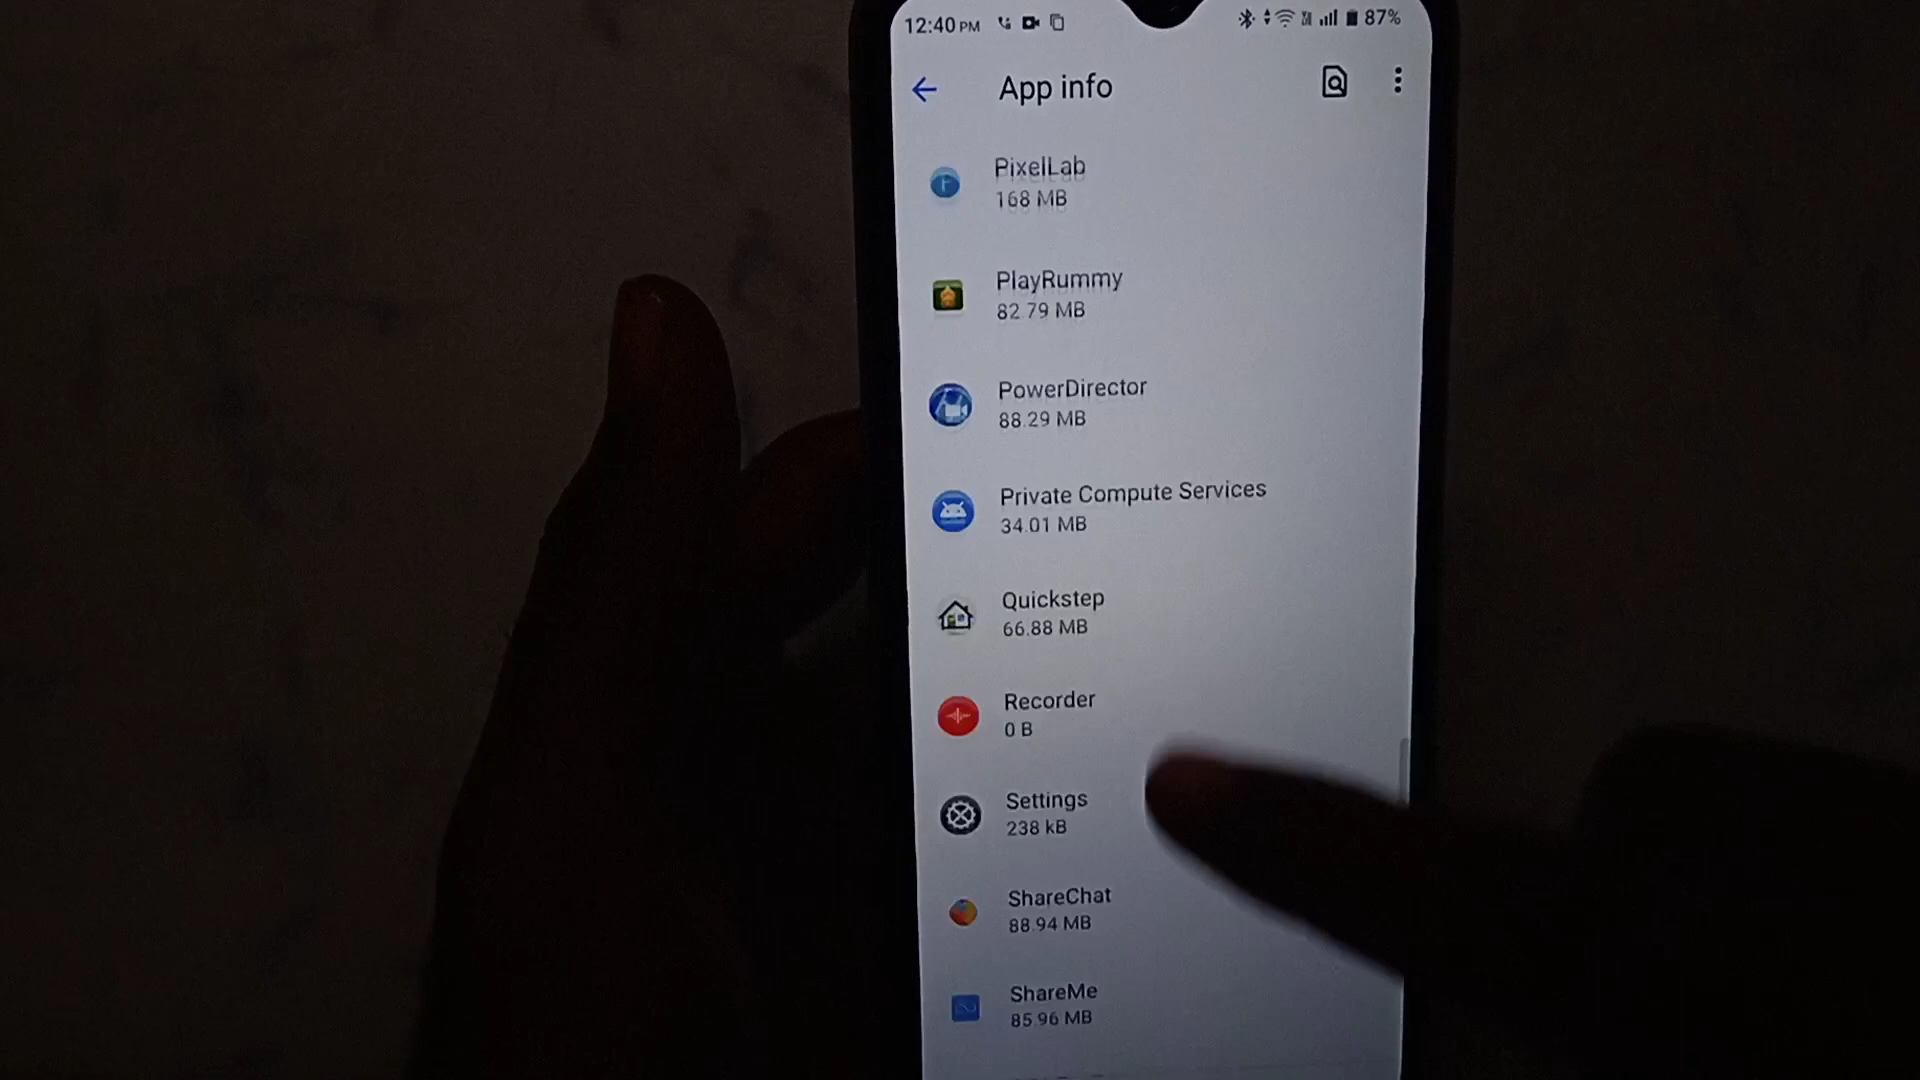 12:40 PM
87%
App info
PixelLab
168 MB
PlayRummy
82.79 MB
PowerDirector
88.29 MB
Private Compute Services
34.01 MB
Quickstep
66.88 MB
Recorder
0 B
Settings
238 kB
ShareChat
88.94 MB
ShareMe
85.96 MB